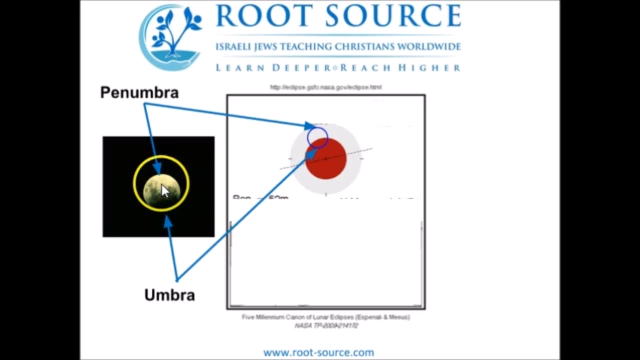 ROOT SOURCE
ISRAELI JEWS TEACHING CHRISTIANS WORLDWIDE
LEARN DEEPER REACH HIGHER
http://eclipse.gsfc.nasa.gov/eclipse.html
Penumbra
Umbra
Five Millennium Canon of Lunar Eclipses (Espenak & Meeus)
www.root-source.com